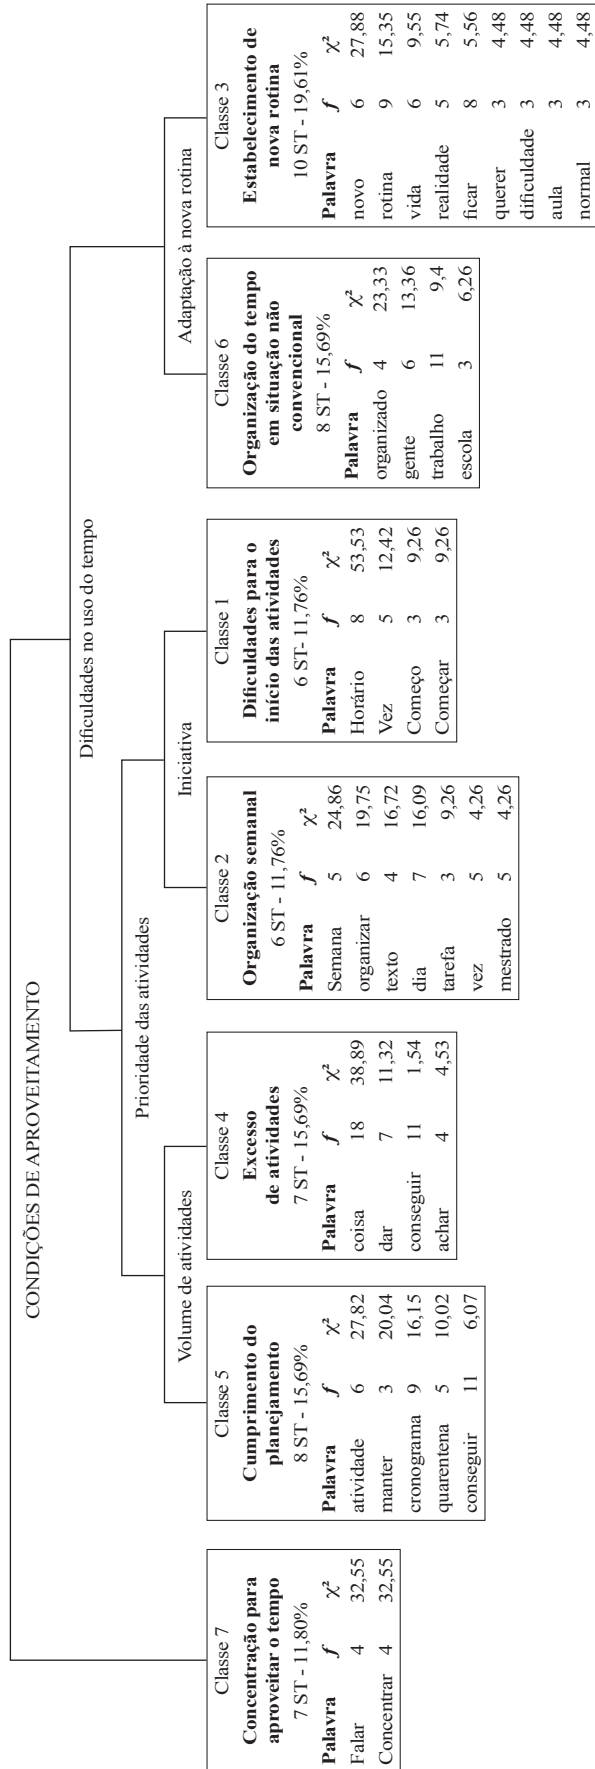 CONDIÇÕES DE APROVEITAMENTO
Dificuldades no uso do tempo
Prioridade das atividades
Adaptação à nova rotina
Volume de atividades
Iniciativa
Classe 7
Concentração para
aproveitar o tempo
7 ST - 11,80%
Palavra f χ²
Falar 4 32,55
Concentrar 4 32,55
Classe 5
Cumprimento do
planejamento
8 ST - 15,69%
Palavra f χ²
atividade 6 27,82
manter 3 20,04
cronograma 9 16,15
quarentena 5 10,02
conseguir 11 6,07
Classe 4
Excesso
de atividades
7 ST - 15,69%
Palavra f χ²
coisa 18 38,89
dar 7 11,32
conseguir 11 1,54
achar 4 4,53
Classe 2
Organização semanal
6 ST - 11,76%
Palavra f χ²
Semana 5 24,86
organizar 6 19,75
texto 4 16,72
dia 7 16,09
tarefa 3 9,26
vez 5 4,26
mestrado 5 4,26
Classe 1
Dificuldades para o
início das atividades
6 ST- 11,76%
Palavra f χ²
Horário 8 53,53
Vez 5 12,42
Começo 3 9,26
Começar 3 9,26
Classe 6
Organização do tempo
em situação não
convencional
8 ST - 15,69%
Palavra f χ²
organizado 4 23,33
gente 6 13,36
trabalho 11 9,4
escola 3 6,26
Classe 3
Estabelecimento de
nova rotina
10 ST - 19,61%
Palavra f χ²
novo 6 27,88
rotina 9 15,35
vida 6 9,55
realidade 5 5,74
ficar 8 5,56
querer 3 4,48
dificuldade 3 4,48
aula 3 4,48
normal 3 4,48